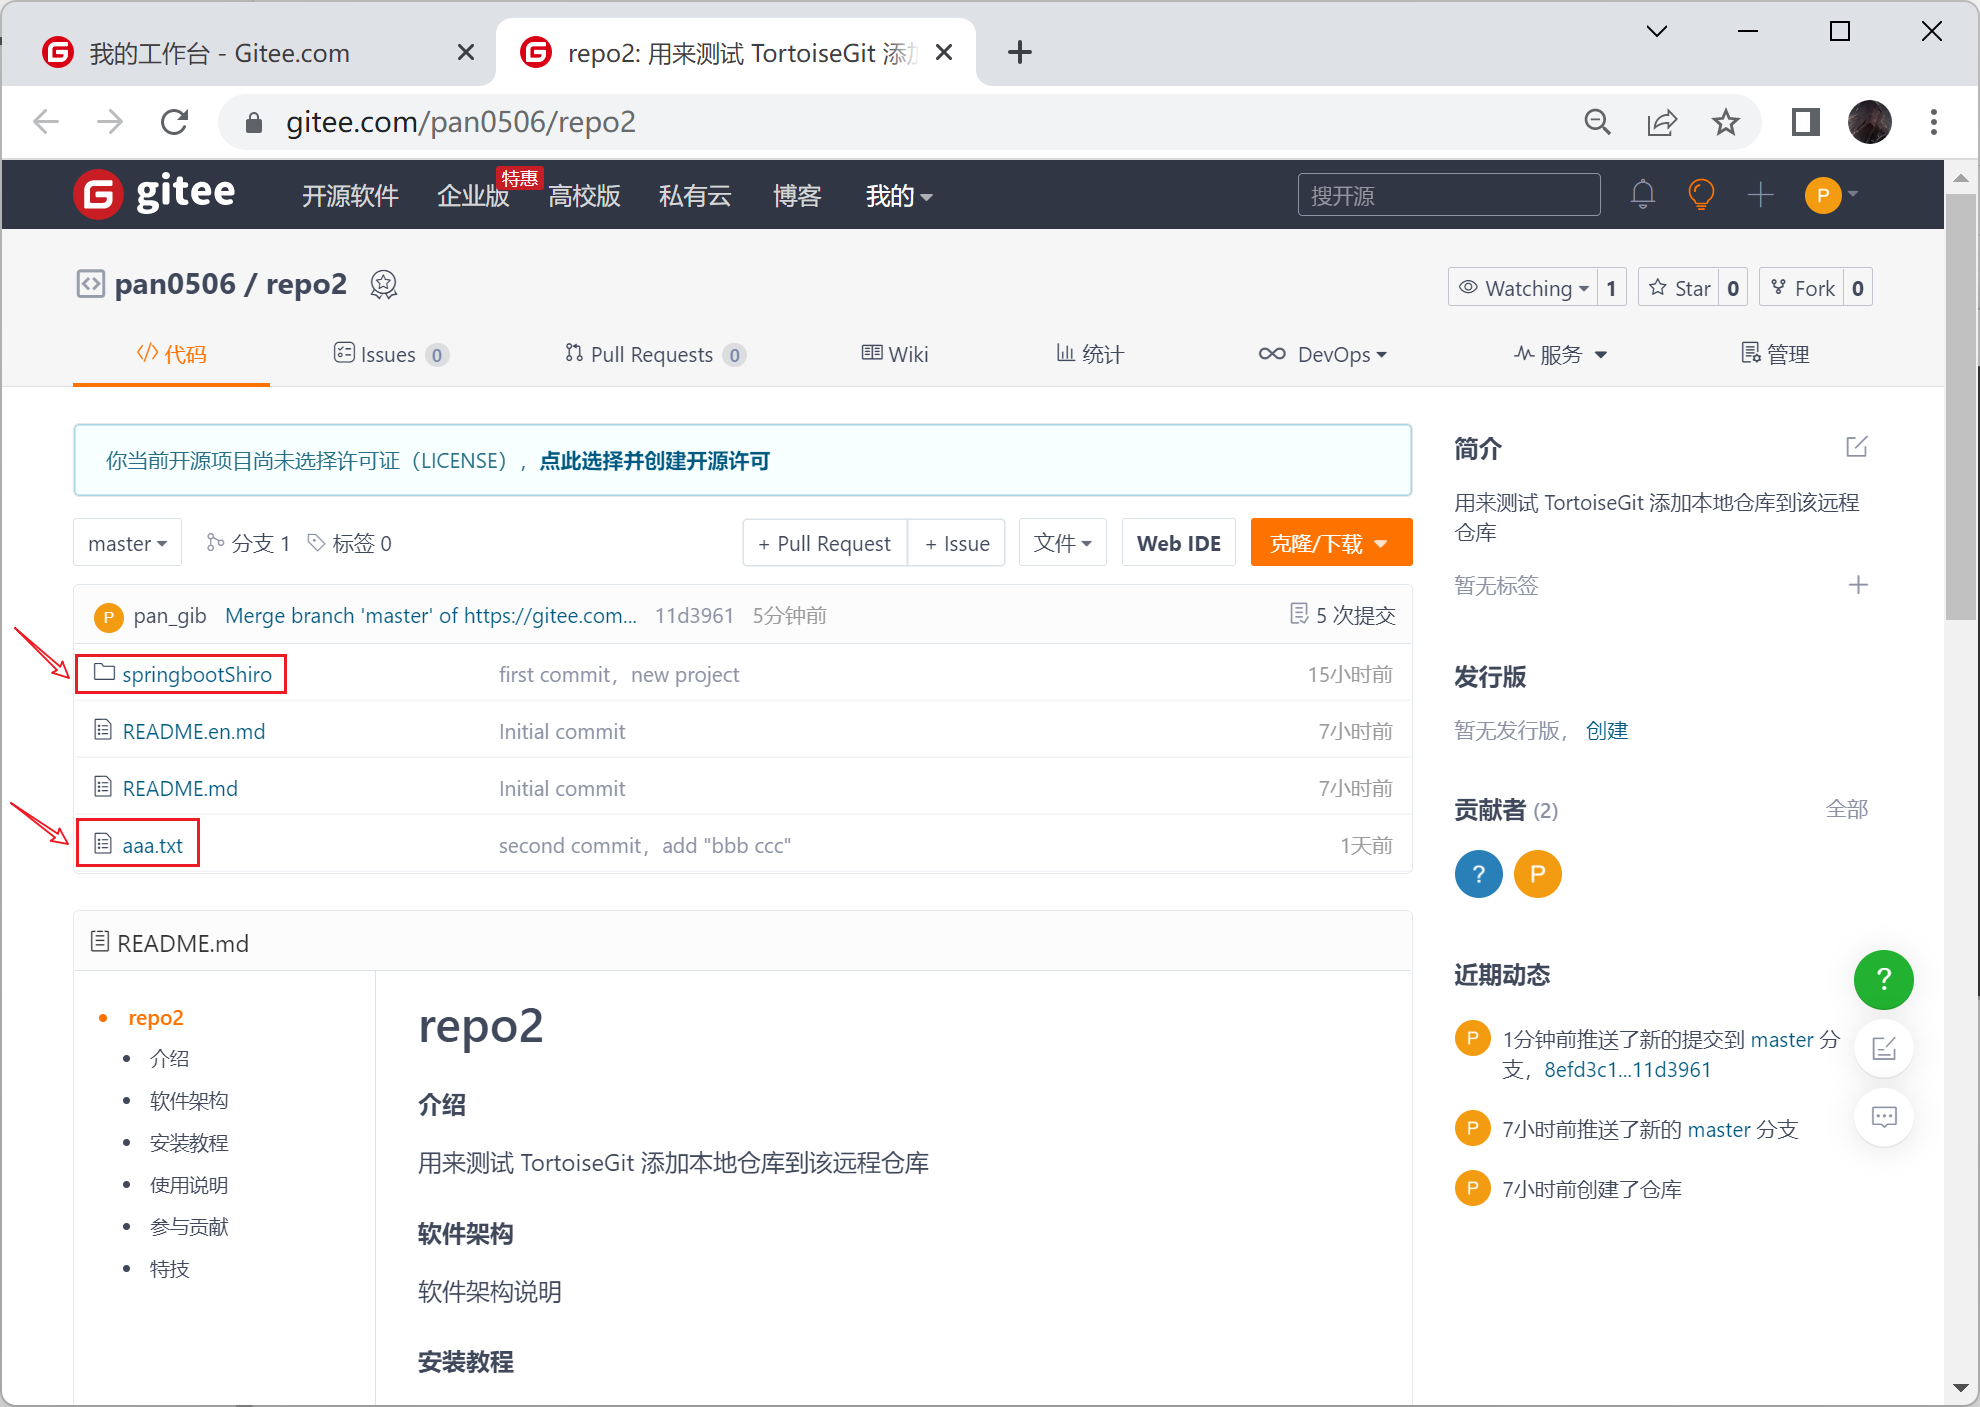 我的工作台 - Gitee.com
repo2: 用来测试 TortoiseGit 添加
gitee.com/pan0506/repo2
gitee
开源软件
企业版
特惠
高校版
私有云
博客
我的
搜开源
P
pan0506 / repo2
Watching 1
Star 0
Fork 0
代码
Issues 0
Pull Requests 0
Wiki
统计
DevOps
服务
管理
你当前开源项目尚未选择许可证（LICENSE），点此选择并创建开源许可
master
分支 1
标签 0
+ Pull Request
+ Issue
文件
Web IDE
克隆/下载
P pan_gib Merge branch 'master' of https://gitee.com... 11d3961 5分钟前 5 次提交
springbootShiro first commit，new project 15小时前
README.en.md Initial commit 7小时前
README.md Initial commit 7小时前
aaa.txt second commit，add "bbb ccc" 1天前
README.md
repo2
介绍
软件架构
安装教程
使用说明
参与贡献
特技
repo2
介绍
用来测试 TortoiseGit 添加本地仓库到该远程仓库
软件架构
软件架构说明
安装教程
简介
用来测试 TortoiseGit 添加本地仓库到该远程
仓库
暂无标签
发行版
暂无发行版， 创建
贡献者 (2) 全部
? P
近期动态
?
P 1分钟前推送了新的提交到 master 分
支，8efd3c1...11d3961
P 7小时前推送了新的 master 分支
P 7小时前创建了仓库